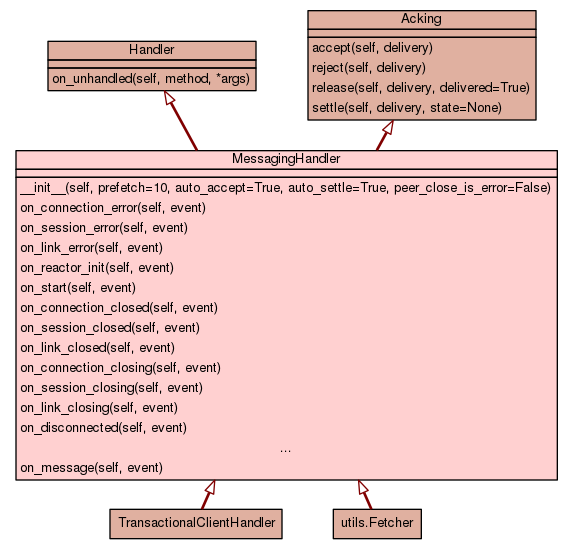 Handler
on_unhandled(self, method, *args)
Acking
accept(self, delivery)
reject(self, delivery)
release(self, delivery, delivered=True)
settle(self, delivery, state=None)
MessagingHandler
__init__(self, prefetch=10, auto_accept=True, auto_settle=True, peer_close_is_error=False)
on_connection_error(self, event)
on_session_error(self, event)
on_link_error(self, event)
on_reactor_init(self, event)
on_start(self, event)
on_connection_closed(self, event)
on_session_closed(self, event)
on_link_closed(self, event)
on_connection_closing(self, event)
on_session_closing(self, event)
on_link_closing(self, event)
on_disconnected(self, event)
...
on_message(self, event)
TransactionalClientHandler
utils.Fetcher